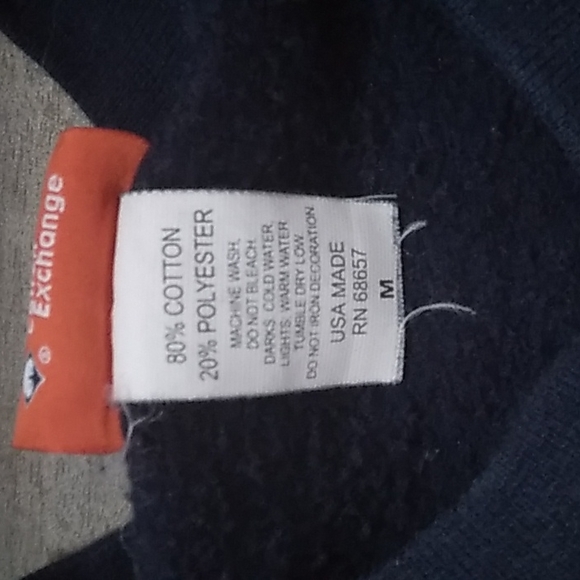 Exchange
®
80% COTTON
20% POLYESTER
MACHINE WASH,
DO NOT BLEACH.
DARKS: COLD WATER,
LIGHTS: WARM WATER
TUMBLE DRY LOW.
DO NOT IRON DECORATION
USA MADE
RN 68657
M